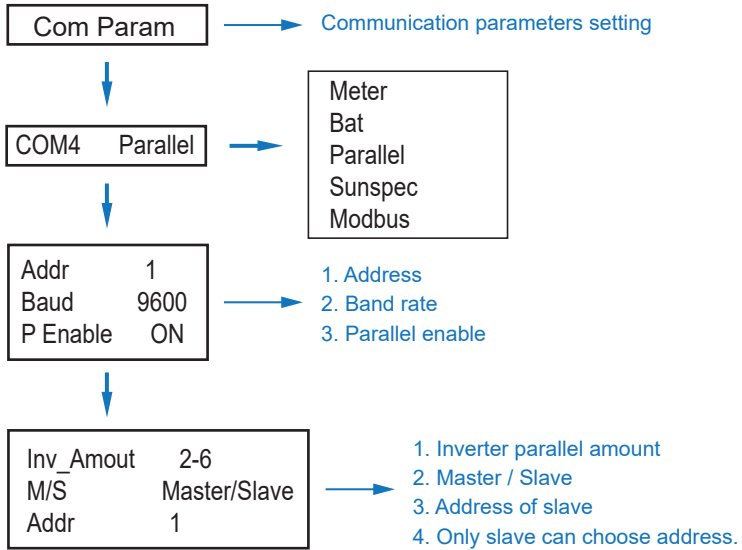 Com Param
Communication parameters setting
COM4 Parallel
Meter
Bat
Parallel
Sunspec
Modbus
Addr 1
Baud 9600
P Enable ON
1. Address
2. Band rate
3. Parallel enable
Inv_Amout 2-6
M/S Master/Slave
Addr 1
1. Inverter parallel amount
2. Master / Slave
3. Address of slave
4. Only slave can choose address.